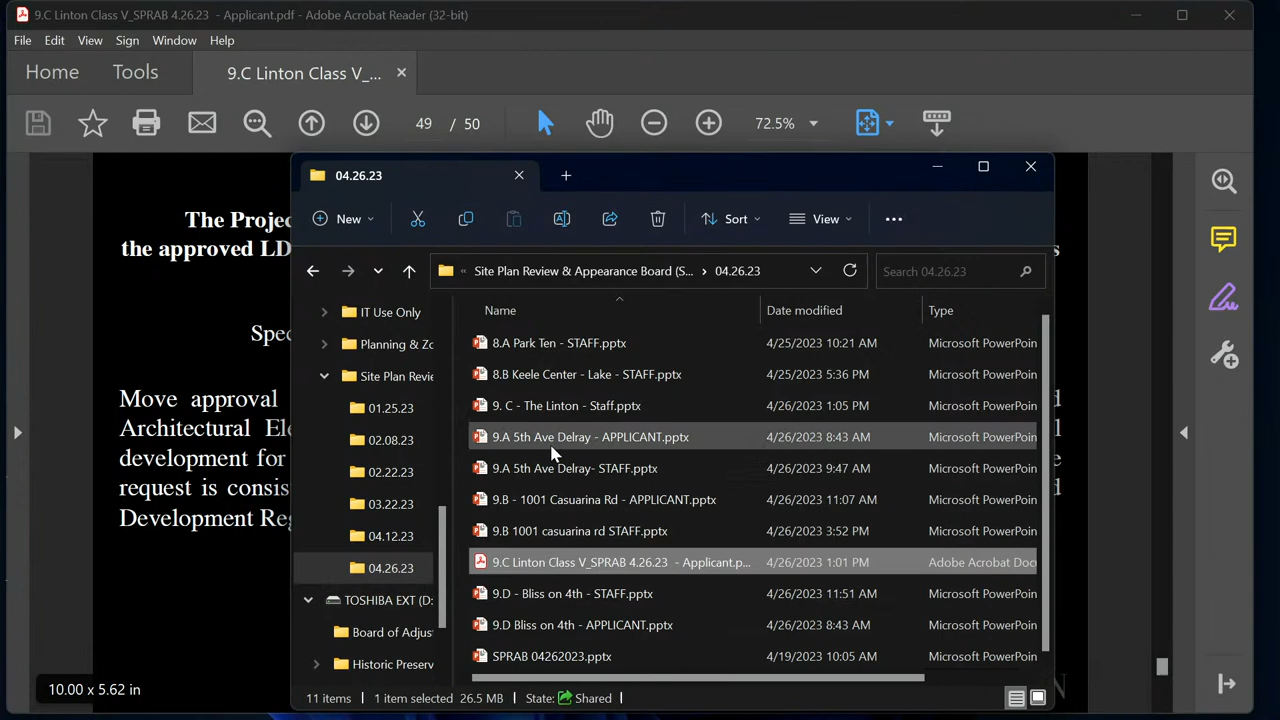 9.C Linton Class V_SPRAB 4.26.23 - Applicant.pdf - Adobe Acrobat Reader (32-bit)
File Edit View Sign Window Help
Home Tools 9.C Linton Class V_...
49 / 50 72.5%
04.26.23
New Sort View
Site Plan Review & Appearance Board (S... 04.26.23 Search 04.26.23
The Projec
the approved LD
Spec
Move approval
Architectural Ele
development for
request is consis
Development Reg
IT Use Only
Planning & Zc
Site Plan Revie
01.25.23
02.08.23
02.22.23
03.22.23
04.12.23
04.26.23
TOSHIBA EXT (D:
Board of Adjus
Historic Preserv
Name Date modified Type
8.A Park Ten - STAFF.pptx 4/25/2023 10:21 AM Microsoft PowerPoin
8.B Keele Center - Lake - STAFF.pptx 4/25/2023 5:36 PM Microsoft PowerPoin
9. C - The Linton - Staff.pptx 4/26/2023 1:05 PM Microsoft PowerPoin
9.A 5th Ave Delray - APPLICANT.pptx 4/26/2023 8:43 AM Microsoft PowerPoin
9.A 5th Ave Delray- STAFF.pptx 4/26/2023 9:47 AM Microsoft PowerPoin
9.B - 1001 Casuarina Rd - APPLICANT.pptx 4/26/2023 11:07 AM Microsoft PowerPoin
9.B 1001 casuarina rd STAFF.pptx 4/26/2023 3:52 PM Microsoft PowerPoin
9.C Linton Class V_SPRAB 4.26.23 - Applicant.p... 4/26/2023 1:01 PM Adobe Acrobat Doc
9.D - Bliss on 4th - STAFF.pptx 4/26/2023 11:51 AM Microsoft PowerPoin
9.D Bliss on 4th - APPLICANT.pptx 4/26/2023 8:43 AM Microsoft PowerPoin
SPRAB 04262023.pptx 4/19/2023 10:05 AM Microsoft PowerPoin
11 items 1 item selected 26.5 MB State: Shared
10.00 x 5.62 in